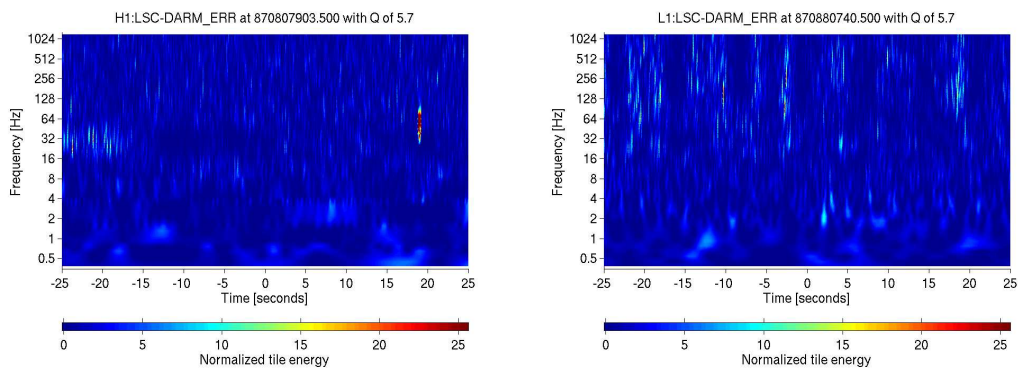 H1:LSC-DARM_ERR at 870807903.500 with Q of 5.7
1024
512
256
128
64
32
16
8
4
2
1
0.5
Frequency [Hz]
-25 -20 -15 -10 -5 0 5 10 15 20 25
Time [seconds]
0 5 10 15 20 25
Normalized tile energy
L1:LSC-DARM_ERR at 870880740.500 with Q of 5.7
1024
512
256
128
64
32
16
8
4
2
1
0.5
Frequency [Hz]
-25 -20 -15 -10 -5 0 5 10 15 20 25
Time [seconds]
0 5 10 15 20 25
Normalized tile energy